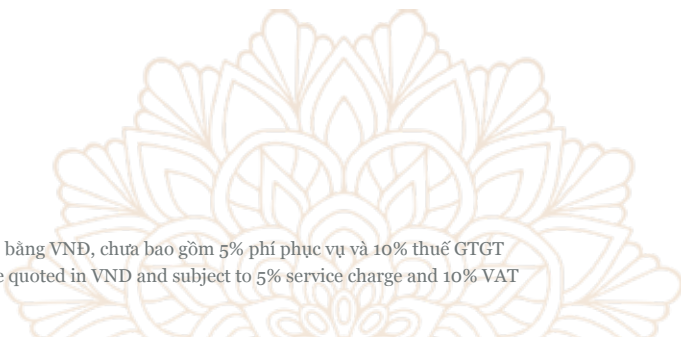 bằng VNĐ, chưa bao gồm 5% phí phục vụ và 10% thuế GTGT
quoted in VND and subject to 5% service charge and 10% VAT